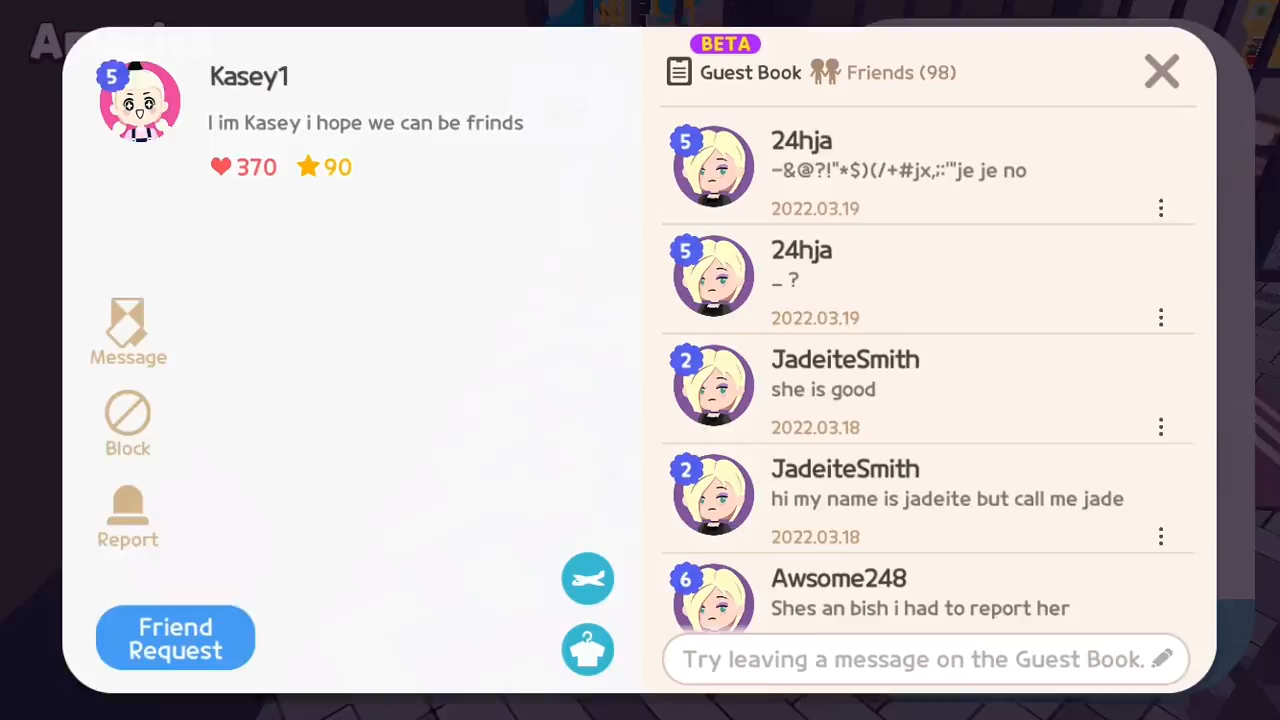 5
Kasey1
I im Kasey i hope we can be frinds
370 90
Message
Block
Report
Friend
Request
BETA
Guest Book Friends (98)
5
24hja
-&@?!"*$)(/+#jx,;:'"je je no
2022.03.19
5
24hja
_ ?
2022.03.19
2
JadeiteSmith
she is good
2022.03.18
2
JadeiteSmith
hi my name is jadeite but call me jade
2022.03.18
6
Awsome248
Shes an bish i had to report her
Try leaving a message on the Guest Book.